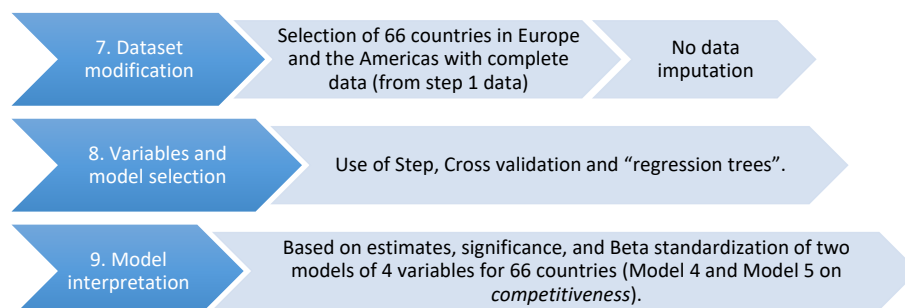 7. Dataset
modification
Selection of 66 countries in Europe
and the Americas with complete
data (from step 1 data)
No data
imputation
8. Variables and
model selection
Use of Step, Cross validation and “regression trees”.
9. Model
interpretation
Based on estimates, significance, and Beta standardization of two
models of 4 variables for 66 countries (Model 4 and Model 5 on
competitiveness).